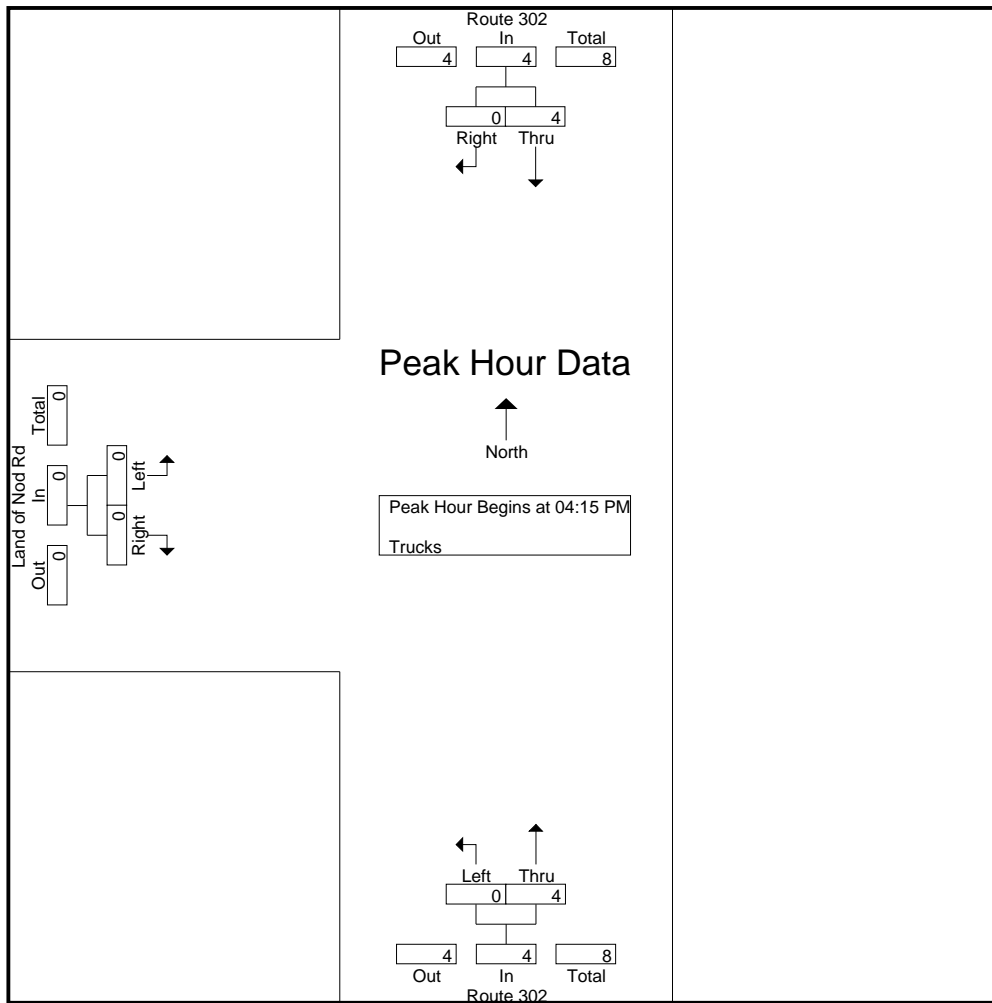 Route 302
Out In Total
4 4 8
0 4
Right Thru
Peak Hour Data
North
Peak Hour Begins at 04:15 PM
Trucks
Land of Nod Rd
Out In Total
0 0 0
Right Left
0 0
Left Thru
0 4
4 4 8
Out In Total
Route 302